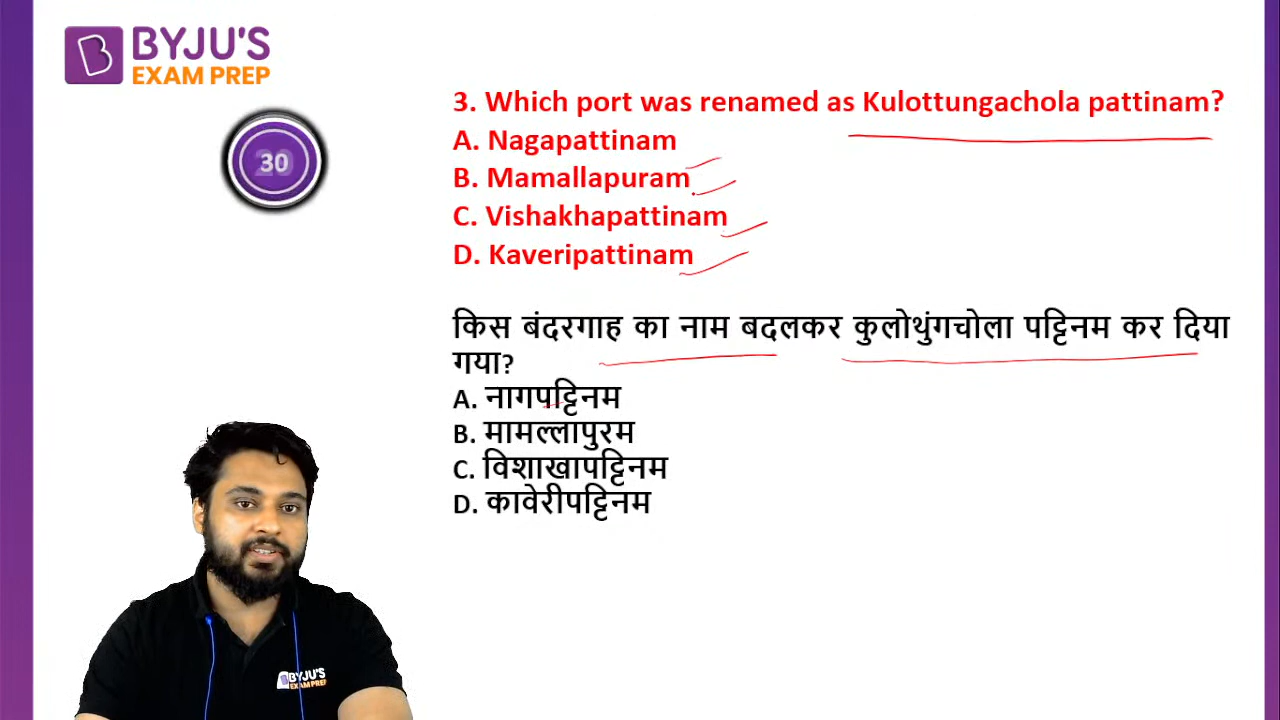 BYJU'S
EXAM PREP
30
3. Which port was renamed as Kulottungachola pattinam?
A. Nagapattinam
B. Mamallapuram
C. Vishakhapattinam
D. Kaveripattinam
किस बंदरगाह का नाम बदलकर कुलोथुंगचोला पट्टिनम कर दिया
गया?
A. नागपट्टिनम
B. मामल्लापुरम
C. विशाखापट्टिनम
D. कावेरीपट्टिनम
BYJU'S
EXAM PREP